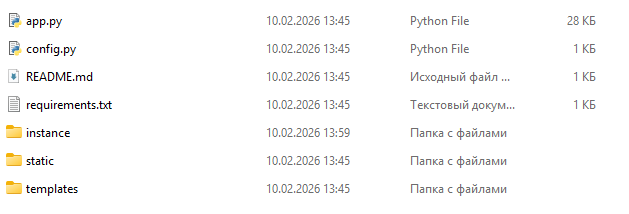 app.py 10.02.2026 13:45 Python File 28 КБ
config.py 10.02.2026 13:45 Python File 1 КБ
README.md 10.02.2026 13:45 Исходный файл ... 1 КБ
requirements.txt 10.02.2026 13:45 Текстовый докум... 1 КБ
instance 10.02.2026 13:59 Папка с файлами
static 10.02.2026 13:45 Папка с файлами
templates 10.02.2026 13:45 Папка с файлами